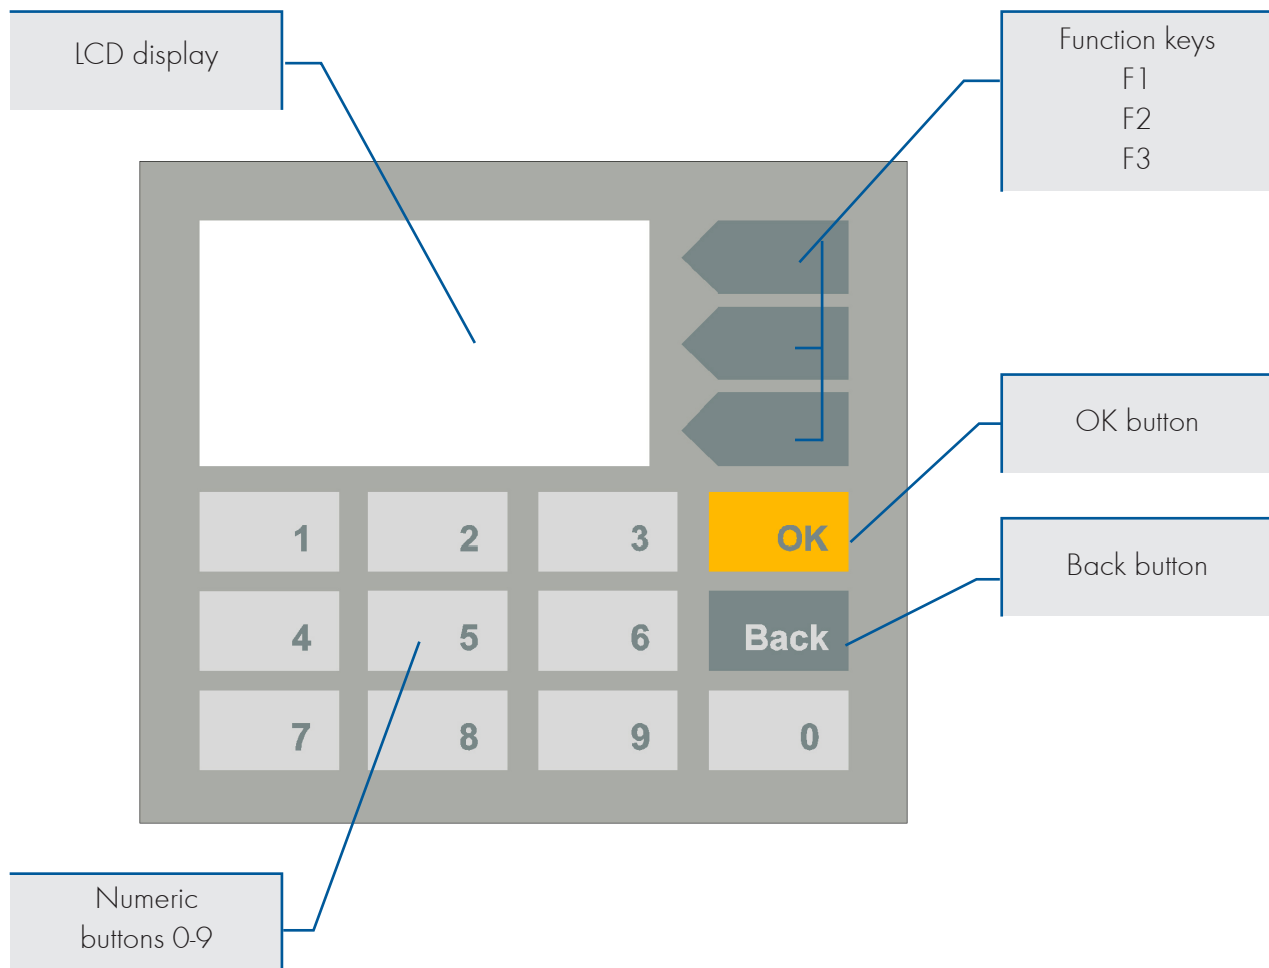 LCD display
Function keys
F1
F2
F3
OK button
Back button
1 2 3 OK
4 5 6 Back
7 8 9 0
Numeric
buttons 0-9